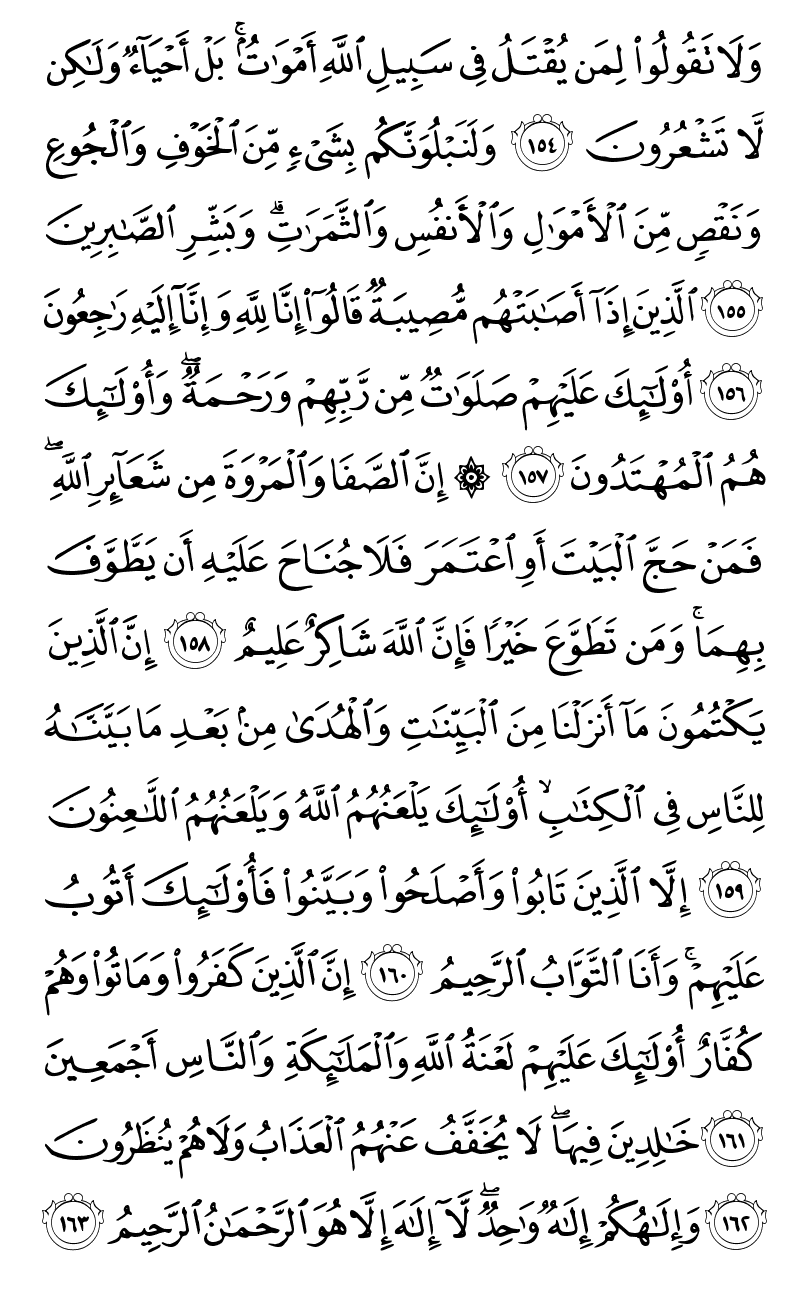 وَلَا تَقُولُوا۟ لِمَن يُقْتَلُ فِى سَبِيلِ ٱللَّهِ أَمْوَٰتٌۢ ۚ بَلْ أَحْيَآءٌ وَلَـٰكِن
لَّا تَشْعُرُونَ ١٥٤ وَلَنَبْلُوَنَّكُم بِشَىْءٍ مِّنَ ٱلْخَوْفِ وَٱلْجُوعِ
وَنَقْصٍ مِّنَ ٱلْأَمْوَٰلِ وَٱلْأَنفُسِ وَٱلثَّمَرَٰتِ ۗ وَبَشِّرِ ٱلصَّـٰبِرِينَ
١٥٥ ٱلَّذِينَ إِذَآ أَصَـٰبَتْهُم مُّصِيبَةٌ قَالُوٓا۟ إِنَّا لِلَّهِ وَإِنَّآ إِلَيْهِ رَٰجِعُونَ
١٥٦ أُو۟لَـٰٓئِكَ عَلَيْهِمْ صَلَوَٰتٌ مِّن رَّبِّهِمْ وَرَحْمَةٌ ۖ وَأُو۟لَـٰٓئِكَ
هُمُ ٱلْمُهْتَدُونَ ١٥٧ ۞ إِنَّ ٱلصَّفَا وَٱلْمَرْوَةَ مِن شَعَآئِرِ ٱللَّهِ ۖ
فَمَنْ حَجَّ ٱلْبَيْتَ أَوِ ٱعْتَمَرَ فَلَا جُنَاحَ عَلَيْهِ أَن يَطَّوَّفَ
بِهِمَا ۚ وَمَن تَطَوَّعَ خَيْرًا فَإِنَّ ٱللَّهَ شَاكِرٌ عَلِيمٌ ١٥٨ إِنَّ ٱلَّذِينَ
يَكْتُمُونَ مَآ أَنزَلْنَا مِنَ ٱلْبَيِّنَـٰتِ وَٱلْهُدَىٰ مِنۢ بَعْدِ مَا بَيَّنَّـٰهُ
لِلنَّاسِ فِى ٱلْكِتَـٰبِ ۙ أُو۟لَـٰٓئِكَ يَلْعَنُهُمُ ٱللَّهُ وَيَلْعَنُهُمُ ٱللَّـٰعِنُونَ
١٥٩ إِلَّا ٱلَّذِينَ تَابُوا۟ وَأَصْلَحُوا۟ وَبَيَّنُوا۟ فَأُو۟لَـٰٓئِكَ أَتُوبُ
عَلَيْهِمْ ۚ وَأَنَا ٱلتَّوَّابُ ٱلرَّحِيمُ ١٦٠ إِنَّ ٱلَّذِينَ كَفَرُوا۟ وَمَاتُوا۟ وَهُمْ
كُفَّارٌ أُو۟لَـٰٓئِكَ عَلَيْهِمْ لَعْنَةُ ٱللَّهِ وَٱلْمَلَـٰٓئِكَةِ وَٱلنَّاسِ أَجْمَعِينَ
١٦١ خَـٰلِدِينَ فِيهَا ۖ لَا يُخَفَّفُ عَنْهُمُ ٱلْعَذَابُ وَلَا هُمْ يُنظَرُونَ
١٦٢ وَإِلَـٰهُكُمْ إِلَـٰهٌ وَٰحِدٌ ۖ لَّآ إِلَـٰهَ إِلَّا هُوَ ٱلرَّحْمَـٰنُ ٱلرَّحِيمُ ١٦٣